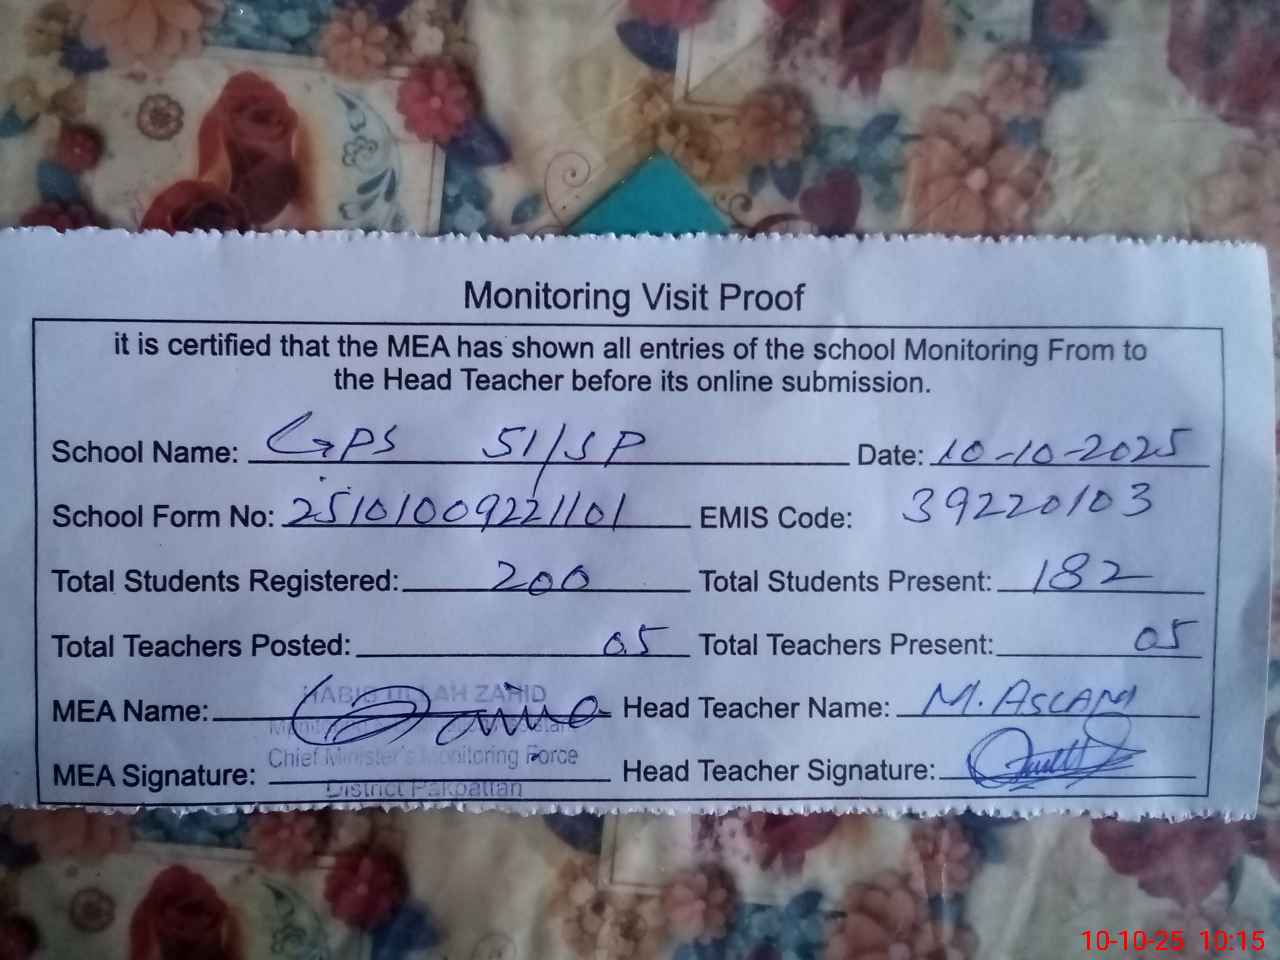 Monitoring Visit Proof
it is certified that the MEA has shown all entries of the school Monitoring From to
the Head Teacher before its online submission.
School Name: GPS 51/SP Date: 10-10-2025
School Form No: 25101009221101 EMIS Code: 39220103
Total Students Registered: 200 Total Students Present: 182
Total Teachers Posted: 05 Total Teachers Present: 05
HABIB ULLAH ZAHID
MEA Name: Head Teacher Name: M. ASLAM
Chief Minister's Monitoring Force
MEA Signature: Head Teacher Signature:
District Pakpattan
10-10-25 10:15